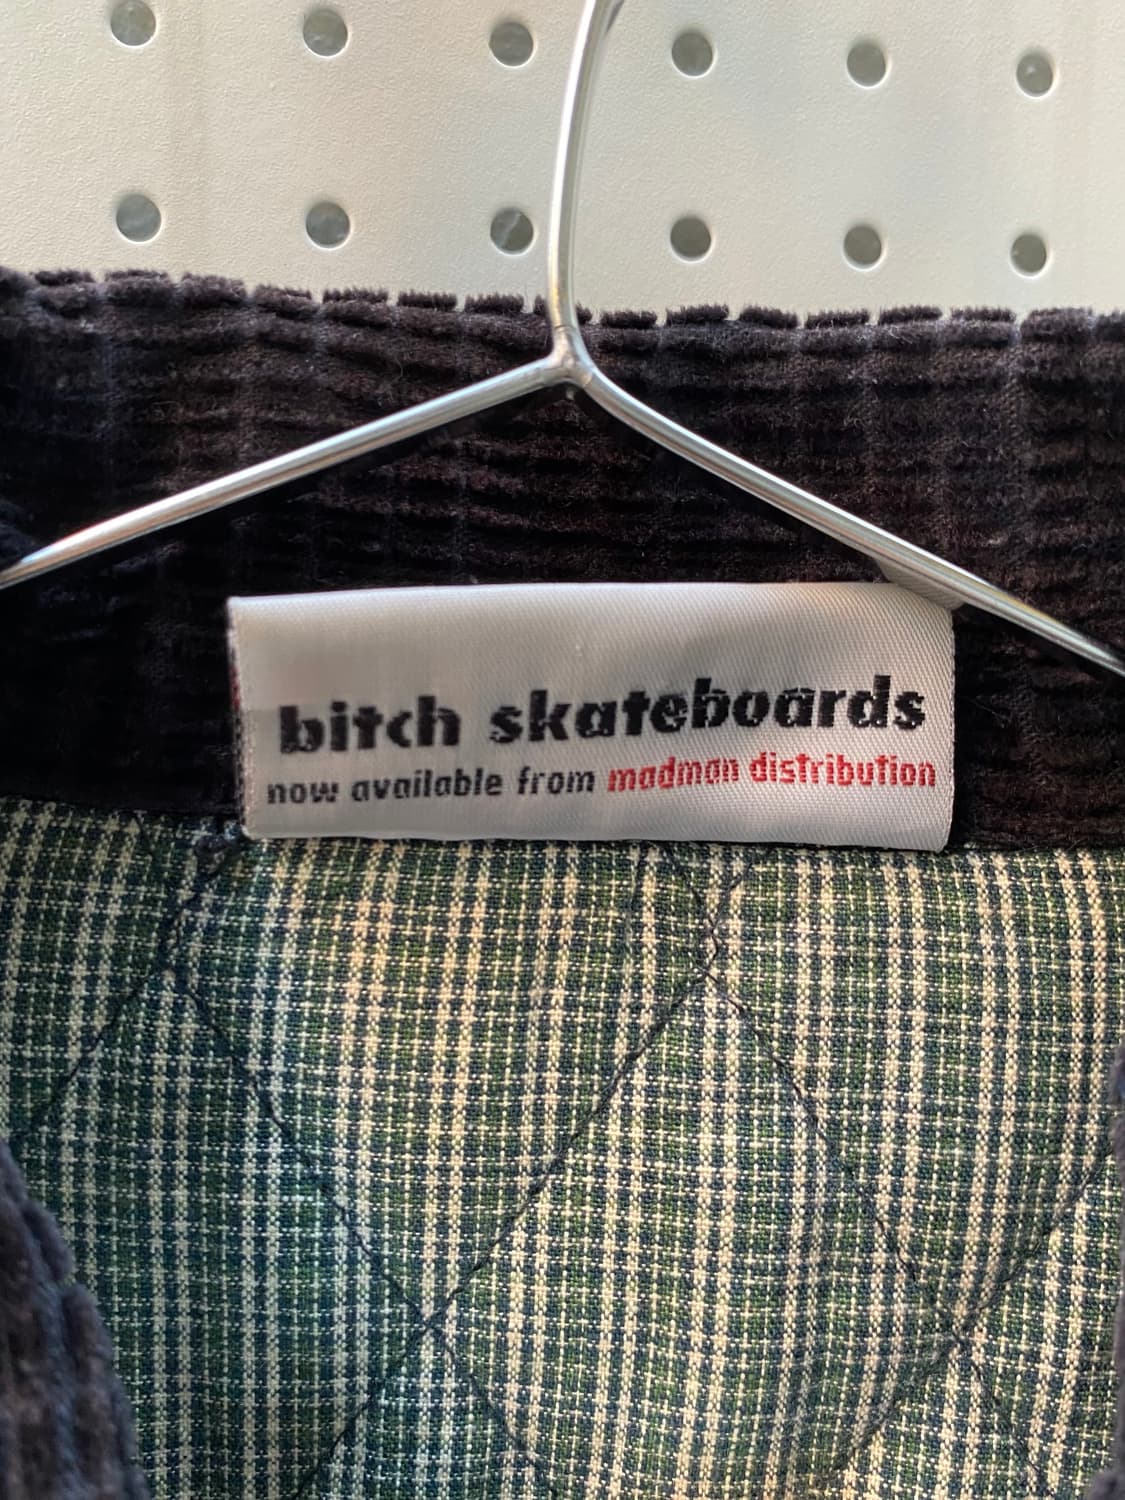 bitch skateboards
now available from madman distribution